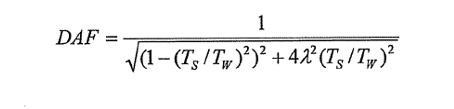 DAF = 1 / √((1−(T_S / T_W)²)² + 4λ²(T_S / T_W)²)